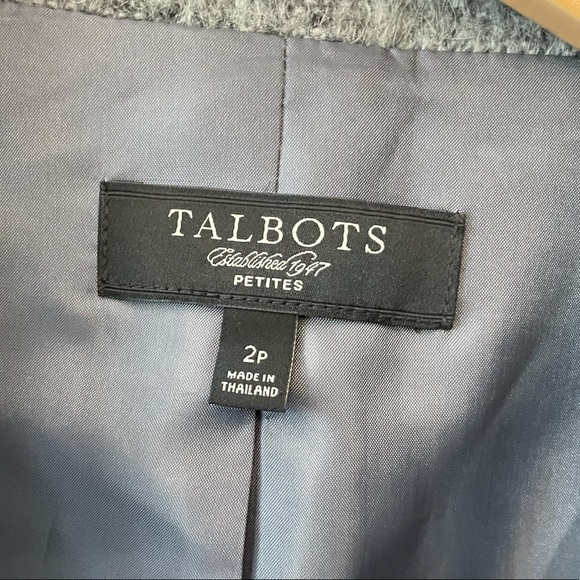 TALBOTS
Established 1947
PETITES
2P
MADE IN
THAILAND